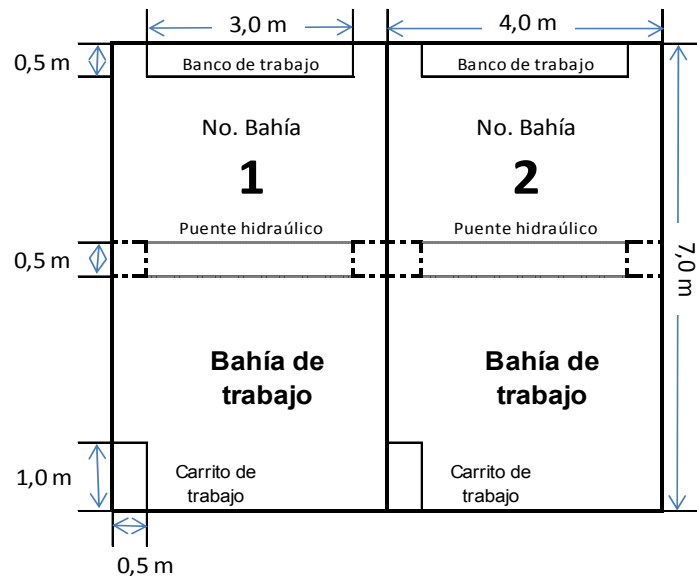 3,0 m
4,0 m
0,5 m
Banco de trabajo
Banco de trabajo
No. Bahía
No. Bahía
1
2
Puente hidraúlico
Puente hidraúlico
0,5 m
7,0 m
Bahía de
trabajo
Bahía de
trabajo
1,0 m
Carrito de
trabajo
Carrito de
trabajo
0,5 m